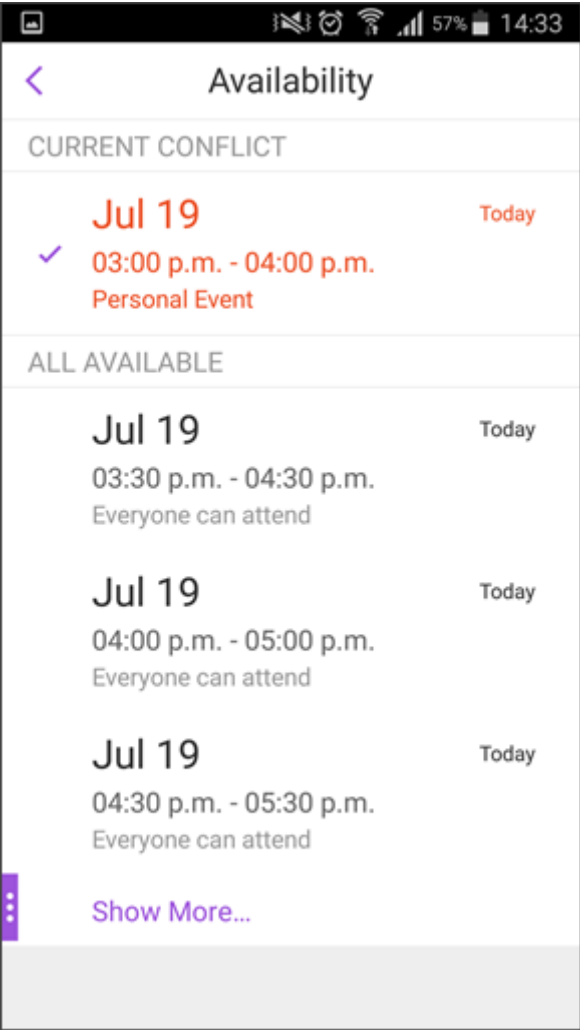 57% 14:33
Availability
CURRENT CONFLICT
Jul 19 Today
03:00 p.m. - 04:00 p.m.
Personal Event
ALL AVAILABLE
Jul 19 Today
03:30 p.m. - 04:30 p.m.
Everyone can attend
Jul 19 Today
04:00 p.m. - 05:00 p.m.
Everyone can attend
Jul 19 Today
04:30 p.m. - 05:30 p.m.
Everyone can attend
Show More...